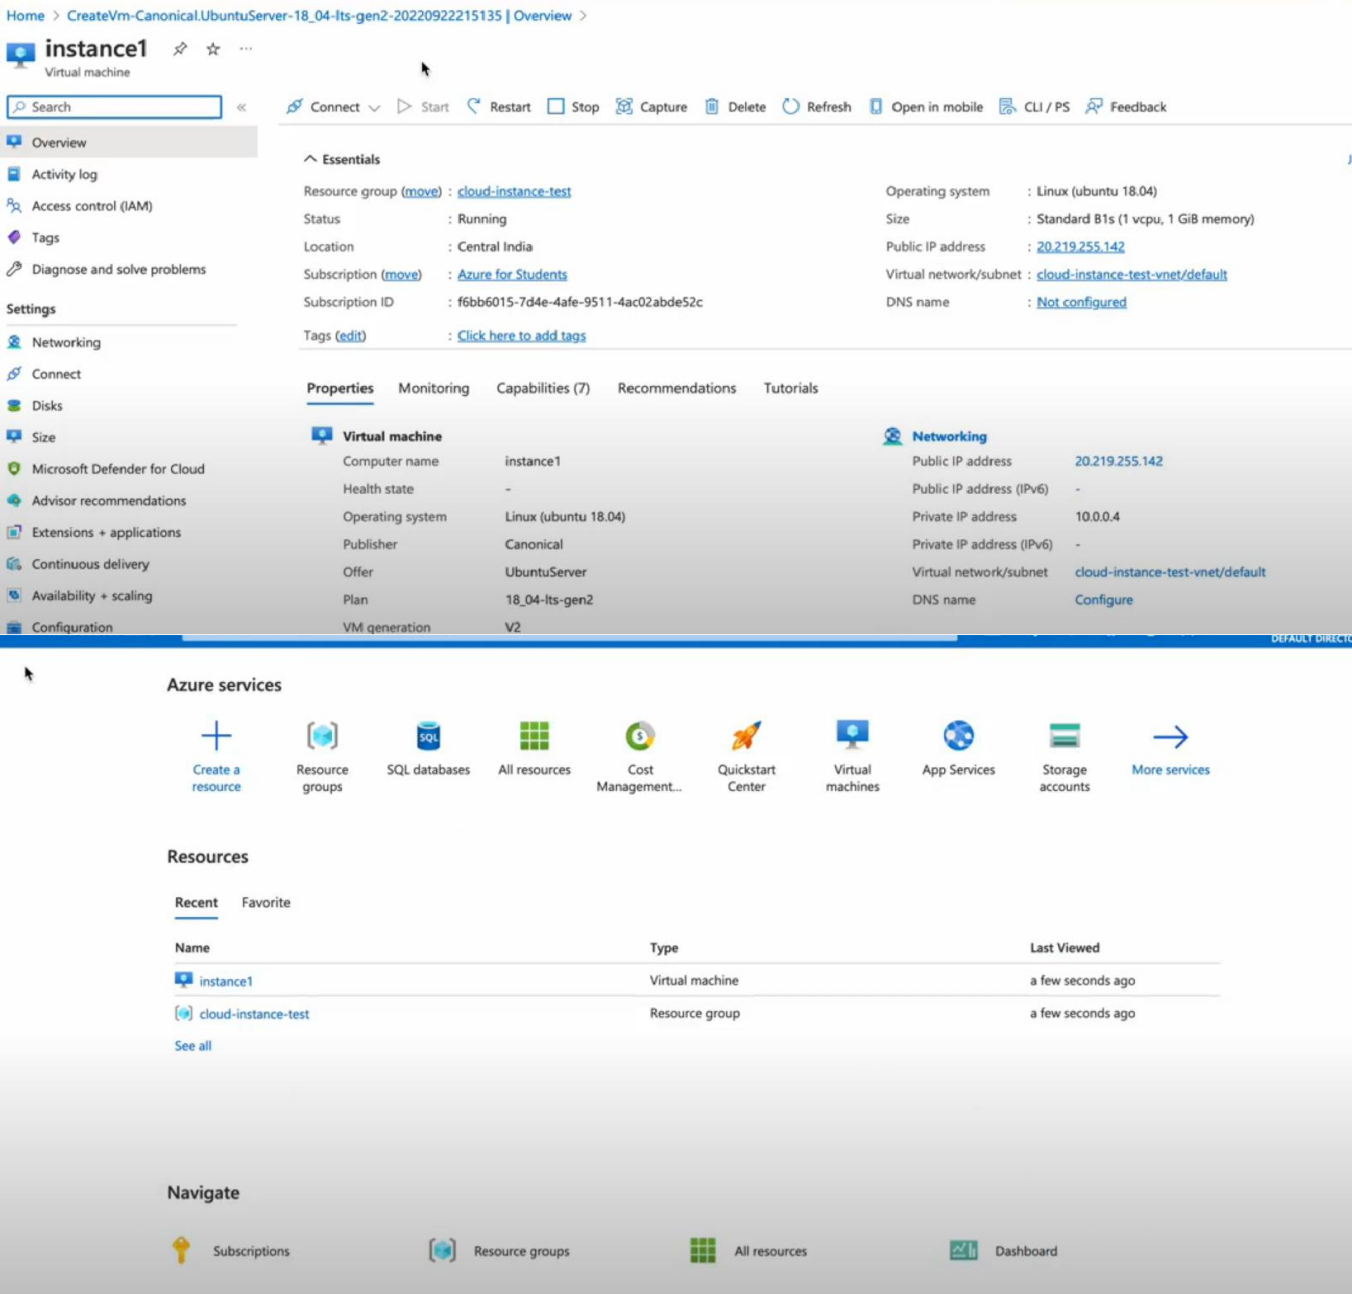 Home > CreateVm-Canonical.UbuntuServer-18_04-lts-gen2-20220922215135 | Overview >
instance1
Virtual machine
Search
«
Connect Start Restart Stop Capture Delete Refresh Open in mobile CLI / PS Feedback
Overview
Activity log
Access control (IAM)
Tags
Diagnose and solve problems
Settings
Networking
Connect
Disks
Size
Microsoft Defender for Cloud
Advisor recommendations
Extensions + applications
Continuous delivery
Availability + scaling
Configuration
Essentials
Resource group (move) : cloud-instance-test
Status : Running
Location : Central India
Subscription (move) : Azure for Students
Subscription ID : f6bb6015-7d4e-4afe-9511-4ac02abde52c
Tags (edit) : Click here to add tags
Operating system : Linux (ubuntu 18.04)
Size : Standard B1s (1 vcpu, 1 GiB memory)
Public IP address : 20.219.255.142
Virtual network/subnet : cloud-instance-test-vnet/default
DNS name : Not configured
Properties Monitoring Capabilities (7) Recommendations Tutorials
Virtual machine
Computer name instance1
Health state -
Operating system Linux (ubuntu 18.04)
Publisher Canonical
Offer UbuntuServer
Plan 18_04-lts-gen2
VM generation V2
Networking
Public IP address 20.219.255.142
Public IP address (IPv6) -
Private IP address 10.0.0.4
Private IP address (IPv6) -
Virtual network/subnet cloud-instance-test-vnet/default
DNS name Configure
DEFAULT DIRECTO
Azure services
Create a resource
Resource groups
SQL
SQL databases
All resources
Cost Management...
Quickstart Center
Virtual machines
App Services
Storage accounts
More services
Resources
Recent Favorite
Name Type Last Viewed
instance1 Virtual machine a few seconds ago
cloud-instance-test Resource group a few seconds ago
See all
Navigate
Subscriptions Resource groups All resources Dashboard